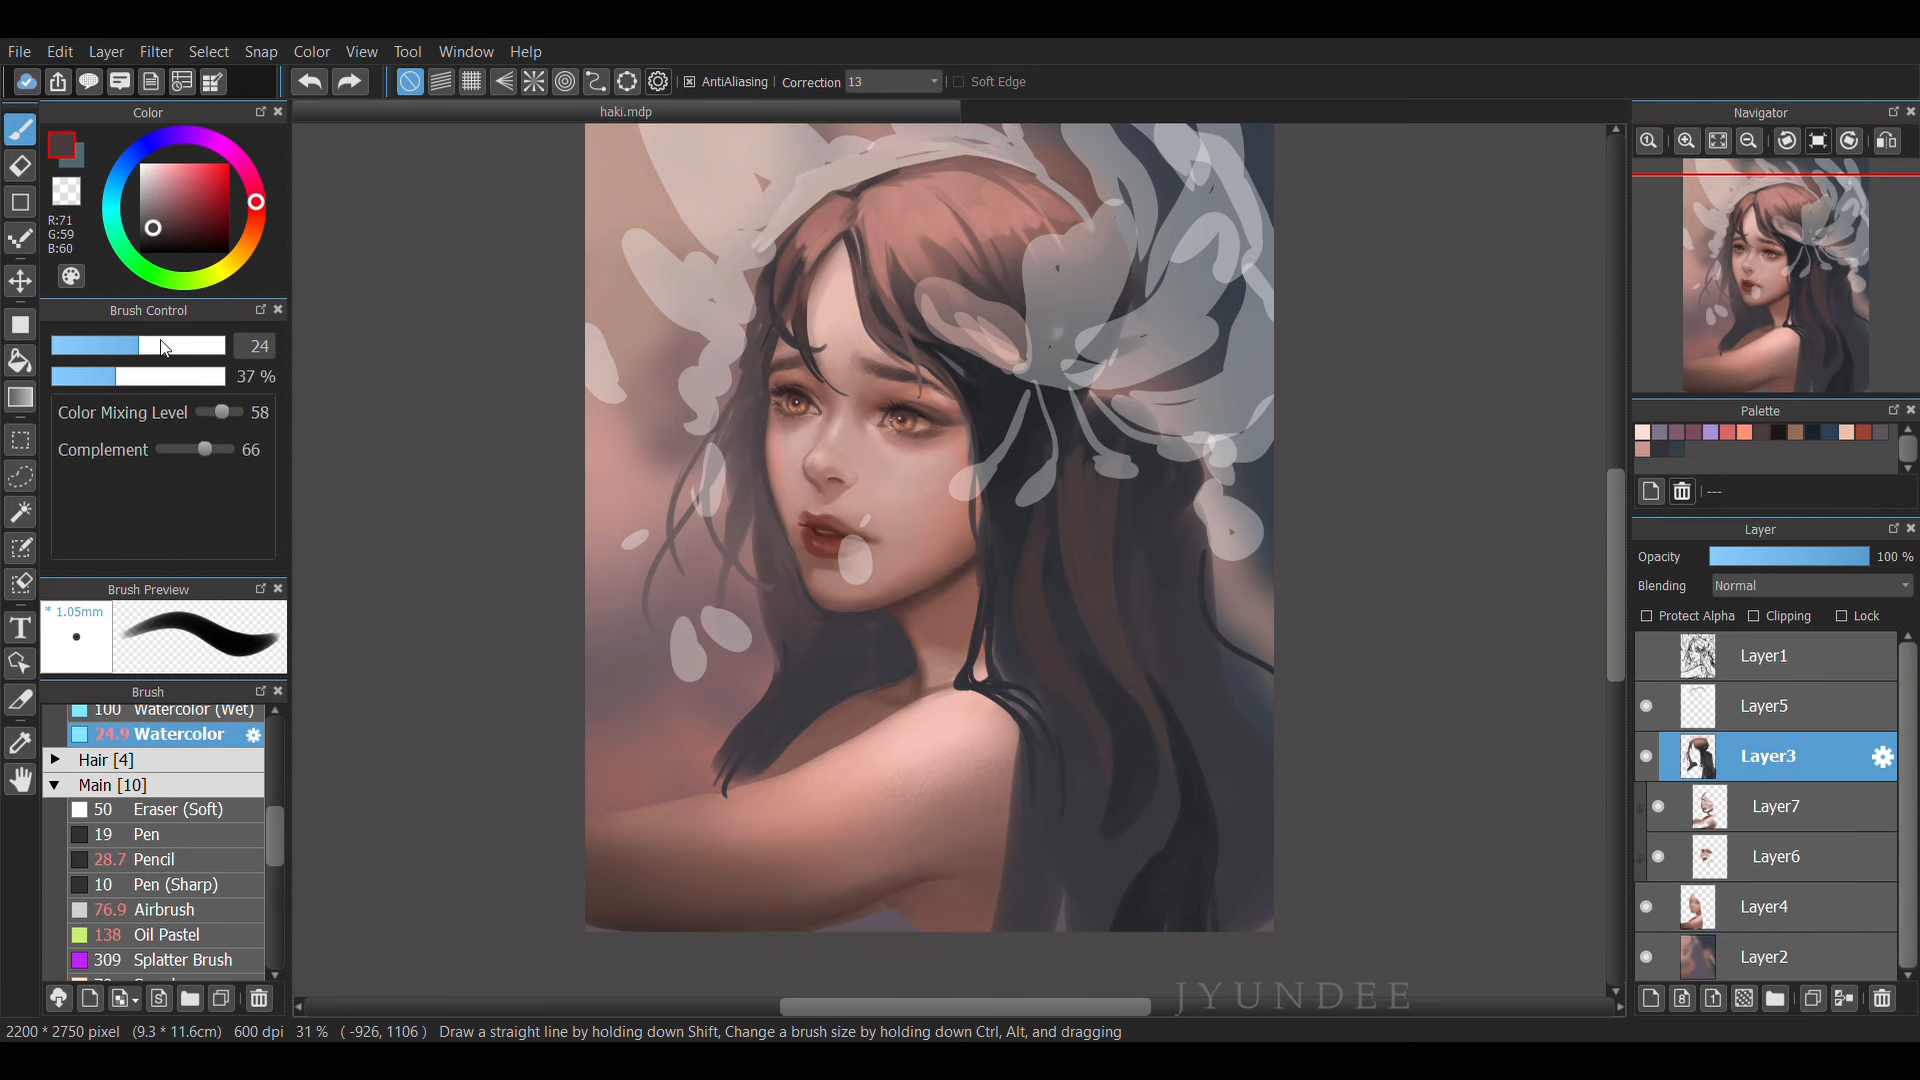 File Edit Layer Filter Select Snap Color View Tool Window Help
AntiAliasing Correction 13 Soft Edge
Color
haki.mdp
Navigator
R:71
G:59
B:60
Brush Control
24
37 %
Color Mixing Level 58
Complement 66
Brush Preview
* 1.05mm
Brush
100 Watercolor (Wet)
24.9 Watercolor
Hair [4]
Main [10]
50 Eraser (Soft)
19 Pen
28.7 Pencil
10 Pen (Sharp)
76.9 Airbrush
138 Oil Pastel
309 Splatter Brush
Palette
---
Layer
Opacity 100 %
Blending Normal
Protect Alpha Clipping Lock
Layer1
Layer5
Layer3
Layer7
Layer6
Layer4
Layer2
JYUNDEE
2200 * 2750 pixel (9.3 * 11.6cm) 600 dpi 31 % ( -926, 1106 ) Draw a straight line by holding down Shift, Change a brush size by holding down Ctrl, Alt, and dragging